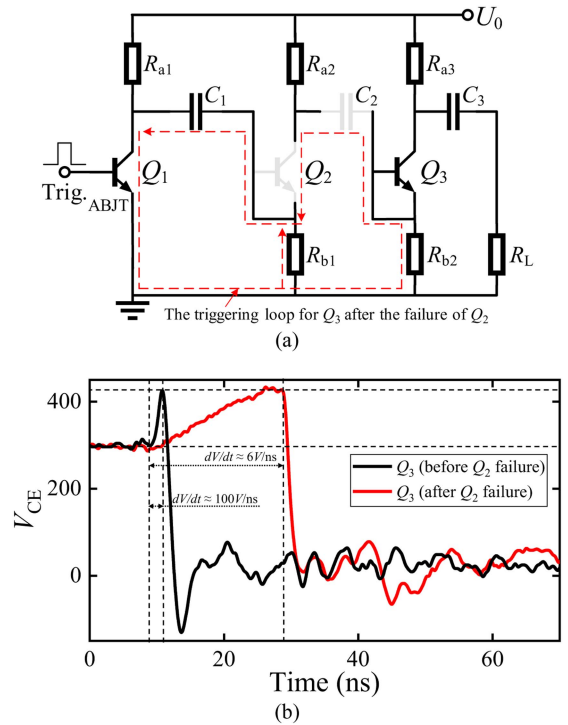 U0
Ra1 Ra2 Ra3
C1 C2 C3
Q1 Q2 Q3
Trig.ABJT
Rb1 Rb2 RL
The triggering loop for Q3 after the failure of Q2
(a)
400
200
0
VCE
dV/dt ≈ 6V/ns
dV/dt ≈ 100V/ns
Q3 (before Q2 failure)
Q3 (after Q2 failure)
0 20 40 60
Time (ns)
(b)